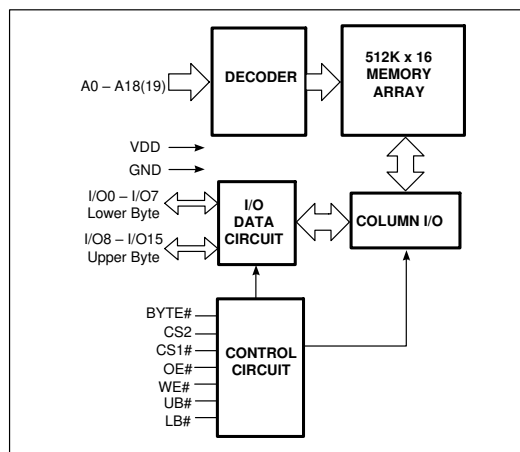 A0 – A18(19)
DECODER
512K x 16
MEMORY
ARRAY
VDD
GND
I/O0 – I/O7
Lower Byte
I/O8 – I/O15
Upper Byte
I/O
DATA
CIRCUIT
COLUMN I/O
BYTE#
CS2
CS1#
OE#
WE#
UB#
LB#
CONTROL
CIRCUIT